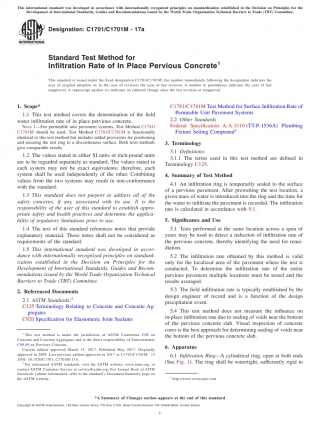 This international standard was developed in accordance with internationally recognized principles on standardization established in the Decision on Principles for the
Development of International Standards, Guides and Recommendations issued by the World Trade Organization Technical Barriers to Trade (TBT) Committee.
Designation: C1701/C1701M − 17a
Standard Test Method for
Infiltration Rate of In Place Pervious Concrete1
This standard is issued under the fixed designation C1701/C1701M; the number immediately following the designation indicates the
year of original adoption or, in the case of revision, the year of last revision. A number in parentheses indicates the year of last
reapproval. A superscript epsilon (ε) indicates an editorial change since the last revision or reapproval.
1. Scope*
1.1 This test method covers the determination of the field
water infiltration rate of in place pervious concrete.
NOTE 1—For permeable unit pavement systems, Test Method C1781/
C1781M should be used. Test Method C1781/C1781M is functionally
identical to this test method but includes added provisions for positioning
and securing the test ring to a discontinuous surface. Both tests methods
give comparable results.
1.2 The values stated in either SI units or inch-pound units
are to be regarded separately as standard. The values stated in
each system may not be exact equivalents; therefore, each
system shall be used independently of the other. Combining
values from the two systems may result in non-conformance
with the standard.
1.3 This standard does not purport to address all of the
safety concerns, if any, associated with its use. It is the
responsibility of the user of this standard to establish appro-
priate safety and health practices and determine the applica-
bility of regulatory limitations prior to use.
1.4 The text of this standard references notes that provide
explanatory material. These notes shall not be considered as
requirements of the standard.
1.5 This international standard was developed in accor-
dance with internationally recognized principles on standard-
ization established in the Decision on Principles for the
Development of International Standards, Guides and Recom-
mendations issued by the World Trade Organization Technical
Barriers to Trade (TBT) Committee.
2. Referenced Documents
2.1 ASTM Standards:2
C125 Terminology Relating to Concrete and Concrete Ag-
gregates
C920 Specification for Elastomeric Joint Sealants
1 This test method is under the jurisdiction of ASTM Committee C09 on
Concrete and Concrete Aggregates and is the direct responsibility of Subcommittee
C09.49 on Pervious Concrete.
Current edition approved March 15, 2017. Published May 2017. Originally
approved in 2009. Last previous edition approved in 2017 as C1701/C1701M – 17.
DOI: 10.1520/C1701_C1701M-17A.
2 For referenced ASTM standards, visit the ASTM website, www.astm.org, or
contact ASTM Customer Service at service@astm.org. For Annual Book of ASTM
Standards volume information, refer to the standard's Document Summary page on
the ASTM website.
C1781/C1781M Test Method for Surface Infiltration Rate of
Permeable Unit Pavement Systems
2.2 Other Standards
Federal Specification A-A-3110 (TT-P-1536A) Plumbing
Fixture Setting Compound3
3. Terminology
3.1 Definitions:
3.1.1 The terms used in this test method are defined in
Terminology C125.
4. Summary of Test Method
4.1 An infiltration ring is temporarily sealed to the surface
of a pervious pavement. After prewetting the test location, a
given mass of water is introduced into the ring and the time for
the water to infiltrate the pavement is recorded. The infiltration
rate is calculated in accordance with 9.1.
5. Significance and Use
5.1 Tests performed at the same location across a span of
years may be used to detect a reduction of infiltration rate of
the pervious concrete, thereby identifying the need for reme-
diation.
5.2 The infiltration rate obtained by this method is valid
only for the localized area of the pavement where the test is
conducted. To determine the infiltration rate of the entire
pervious pavement multiple locations must be tested and the
results averaged.
5.3 The field infiltration rate is typically established by the
design engineer of record and is a function of the design
precipitation event.
5.4 This test method does not measure the influence on
in-place infiltration rate due to sealing of voids near the bottom
of the pervious concrete slab. Visual inspection of concrete
cores is the best approach for determining sealing of voids near
the bottom of the pervious concrete slab.
6. Apparatus
6.1 Infiltration Ring—A cylindrical ring, open at both ends
(See Fig. 1). The ring shall be watertight, sufficiently rigid to
3 http://www.everyspec.com
*A Summary of Changes section appears at the end of this standard
Copyright © ASTM International, 100 Barr Harbor Drive, PO Box C700, West Conshohocken, PA 19428-2959. United States
1